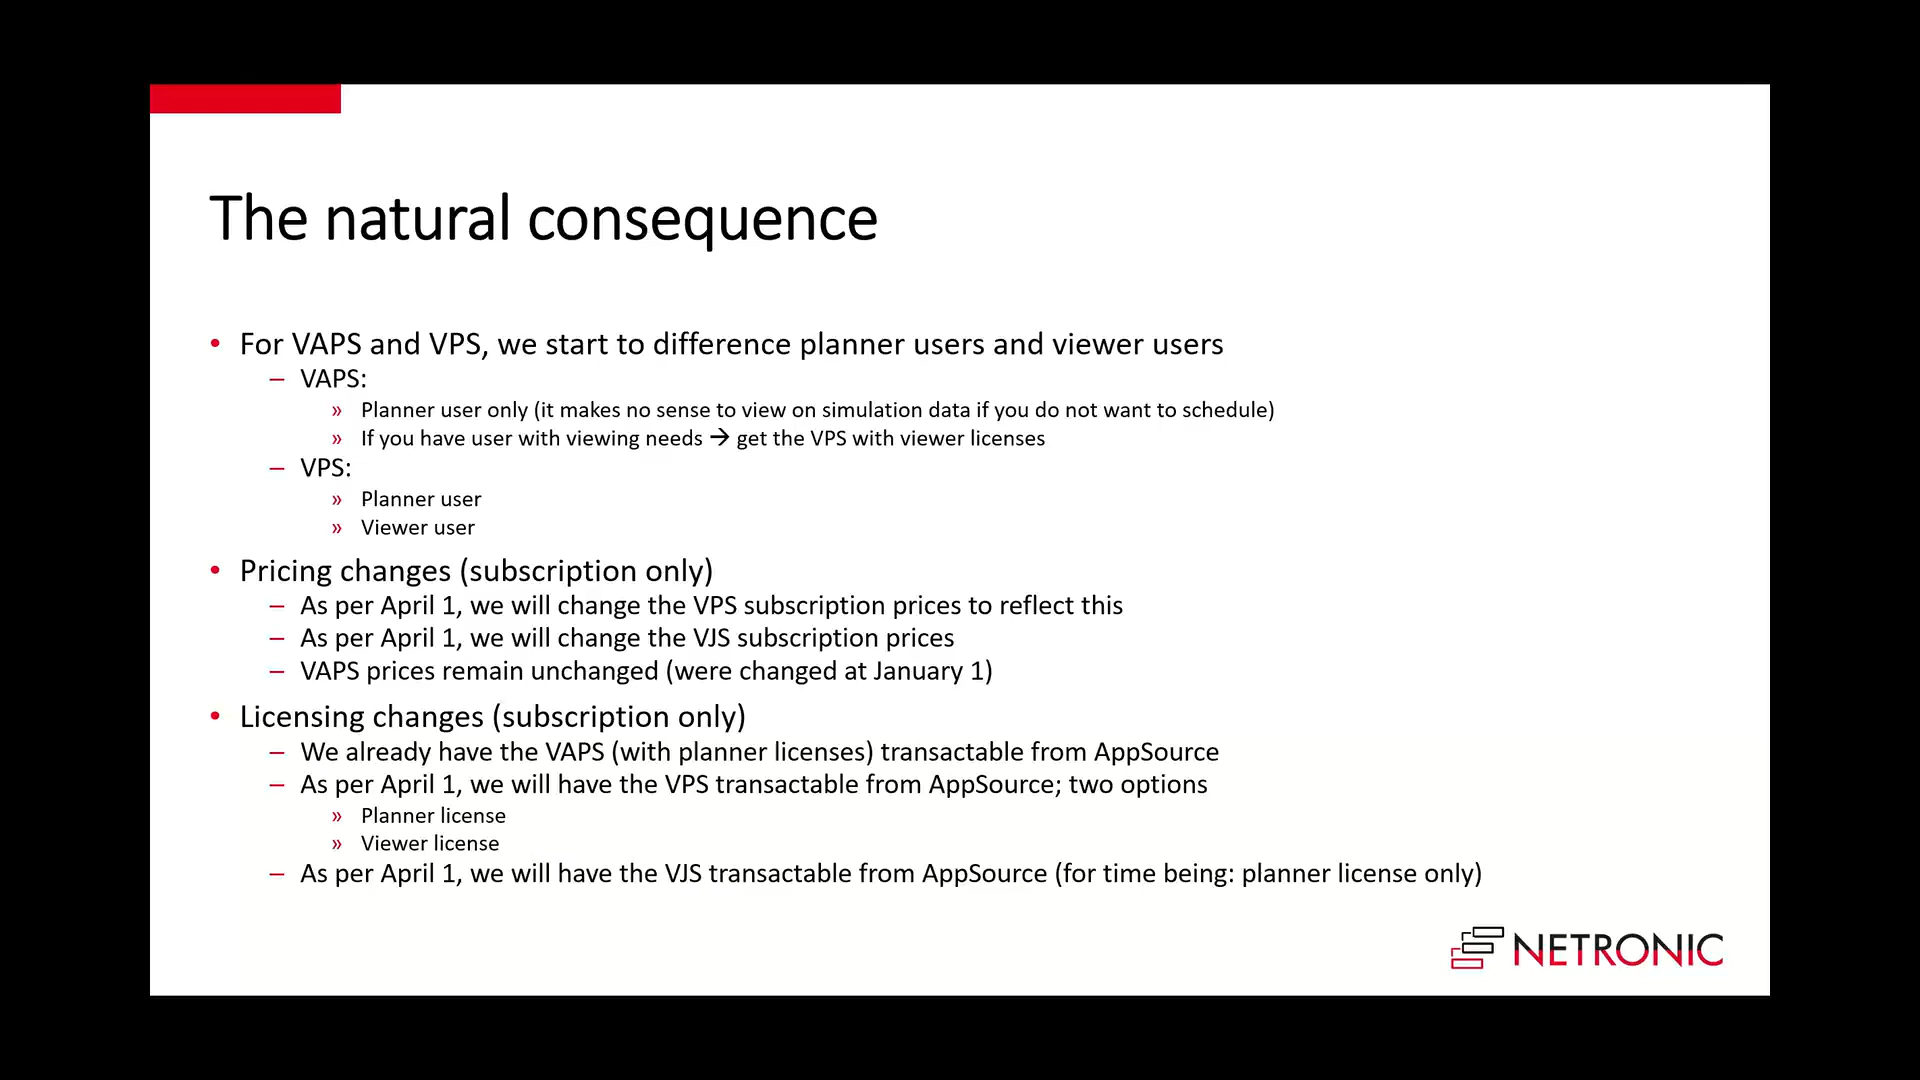 The natural consequence
• For VAPS and VPS, we start to difference planner users and viewer users
– VAPS:
» Planner user only (it makes no sense to view on simulation data if you do not want to schedule)
» If you have user with viewing needs → get the VPS with viewer licenses
– VPS:
» Planner user
» Viewer user
• Pricing changes (subscription only)
– As per April 1, we will change the VPS subscription prices to reflect this
– As per April 1, we will change the VJS subscription prices
– VAPS prices remain unchanged (were changed at January 1)
• Licensing changes (subscription only)
– We already have the VAPS (with planner licenses) transactable from AppSource
– As per April 1, we will have the VPS transactable from AppSource; two options
» Planner license
» Viewer license
– As per April 1, we will have the VJS transactable from AppSource (for time being: planner license only)
NETRONIC